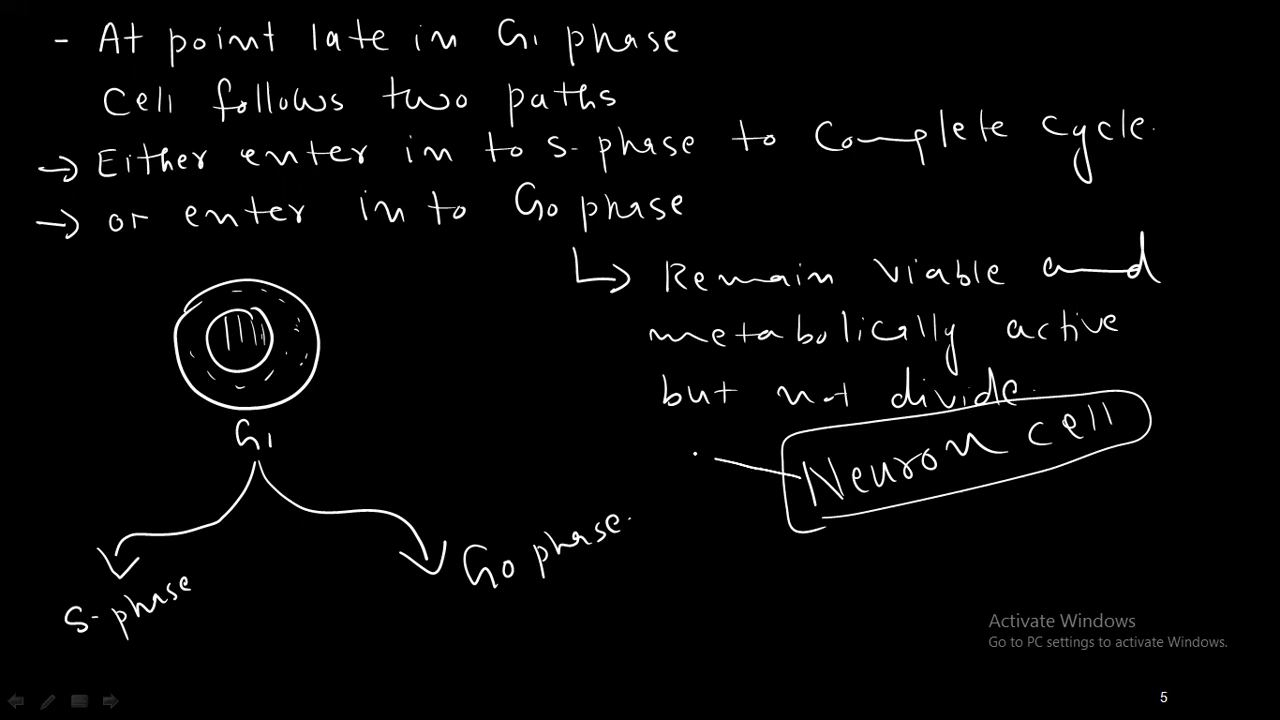 - At point late in G1 phase
Cell follows two paths
→ Either enter in to S-phase to Complete cycle.
→ or enter in to G0 phase
↳ Remain viable and
metabolically active
but not divide.
Neuron cell
G1
S-phase
G0 phase.
Activate Windows
Go to PC settings to activate Windows.
5